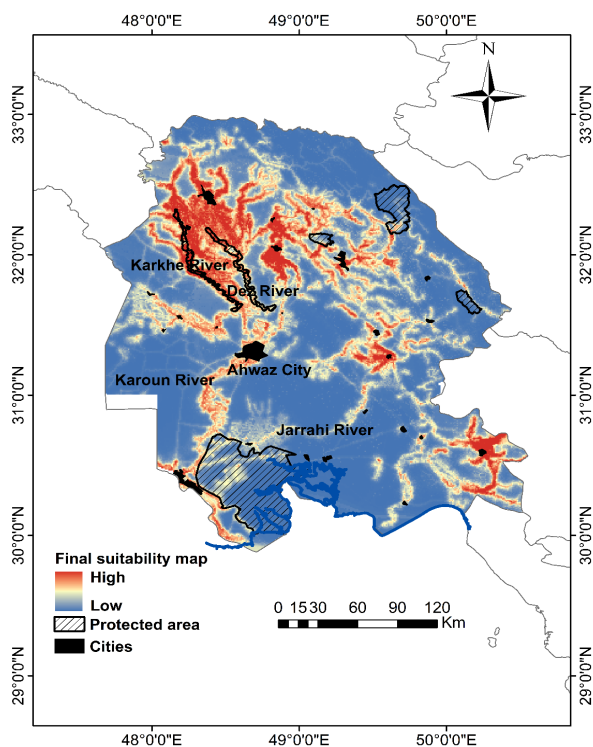 48°0'0"E 49°0'0"E 50°0'0"E
N
33°0'0"N 33°0'0"N
32°0'0"N 32°0'0"N
Karkhe River
Dez River
Ahwaz City
Karoun River
31°0'0"N 31°0'0"N
Jarrahi River
30°0'0"N 30°0'0"N
Final suitability map
High
Low
Protected area
Cities
0 15 30 60 90 120
Km
29°0'0"N 29°0'0"N
48°0'0"E 49°0'0"E 50°0'0"E